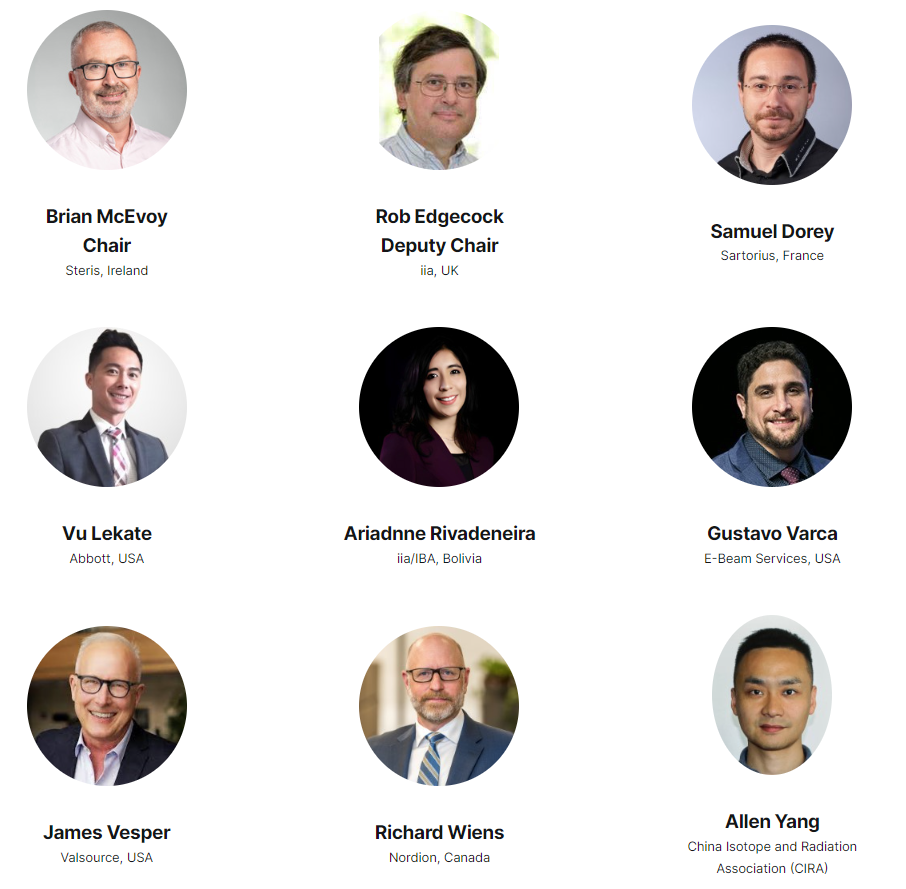 Brian McEvoy
Chair
Steris, Ireland
Rob Edgecock
Deputy Chair
iia, UK
Samuel Dorey
Sartorius, France
Vu Lekate
Abbott, USA
Ariadnne Rivadeneira
iia/IBA, Bolivia
Gustavo Varca
E-Beam Services, USA
James Vesper
Valsource, USA
Richard Wiens
Nordion, Canada
Allen Yang
China Isotope and Radiation
Association (CIRA)